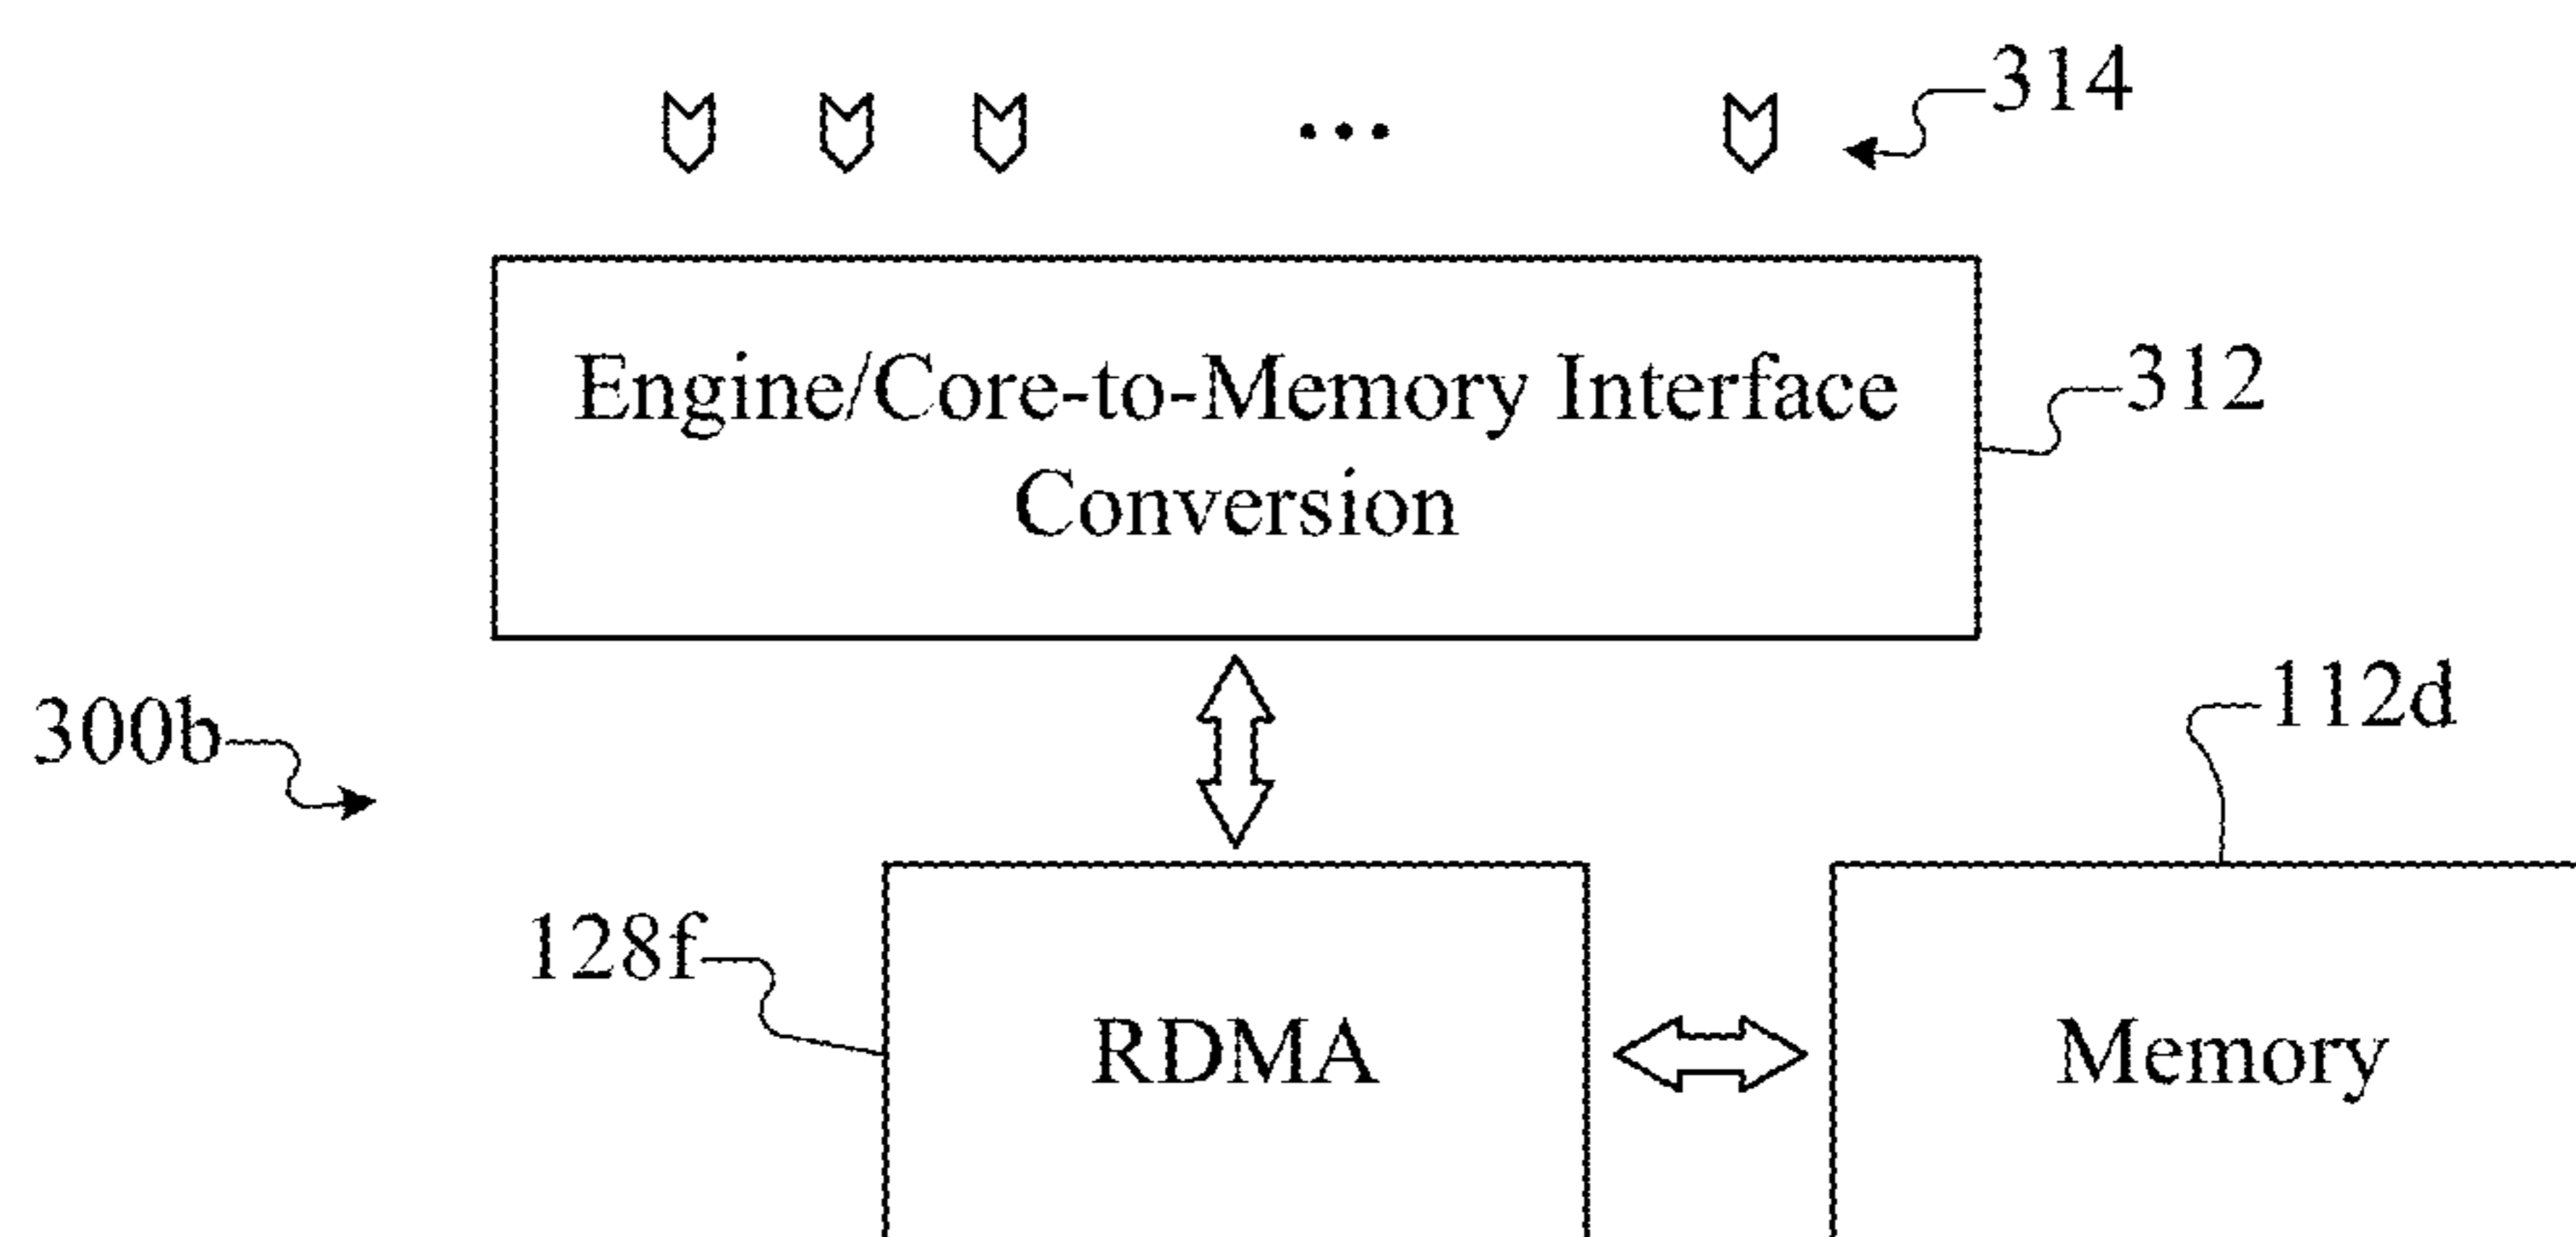 314
Engine/Core-to-Memory Interface
Conversion
312
300b
112d
128f
RDMA
Memory